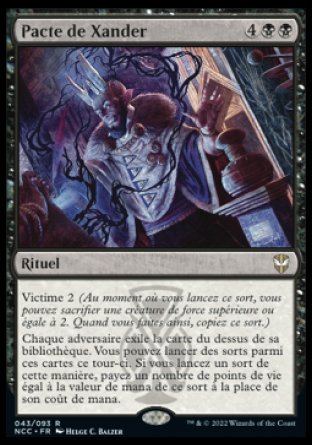 Pacte de Xander 4
Rituel
Victime 2 (Au moment où vous lancez ce sort, vous
pouvez sacrifier une créature de force supérieure ou
égale à 2. Quand vous faites ainsi, copiez ce sort.)
Chaque adversaire exile la carte du dessus de sa
bibliothèque. Vous pouvez lancer des sorts parmi
ces cartes ce tour-ci. Si vous lancez un sort de
cette manière, payez un nombre de points de vie
égal à la valeur de mana de ce sort à la place de
son coût de mana.
043/093 R
NCC • FR HELGE C. BALZER
™ & © 2022 Wizards of the Coast